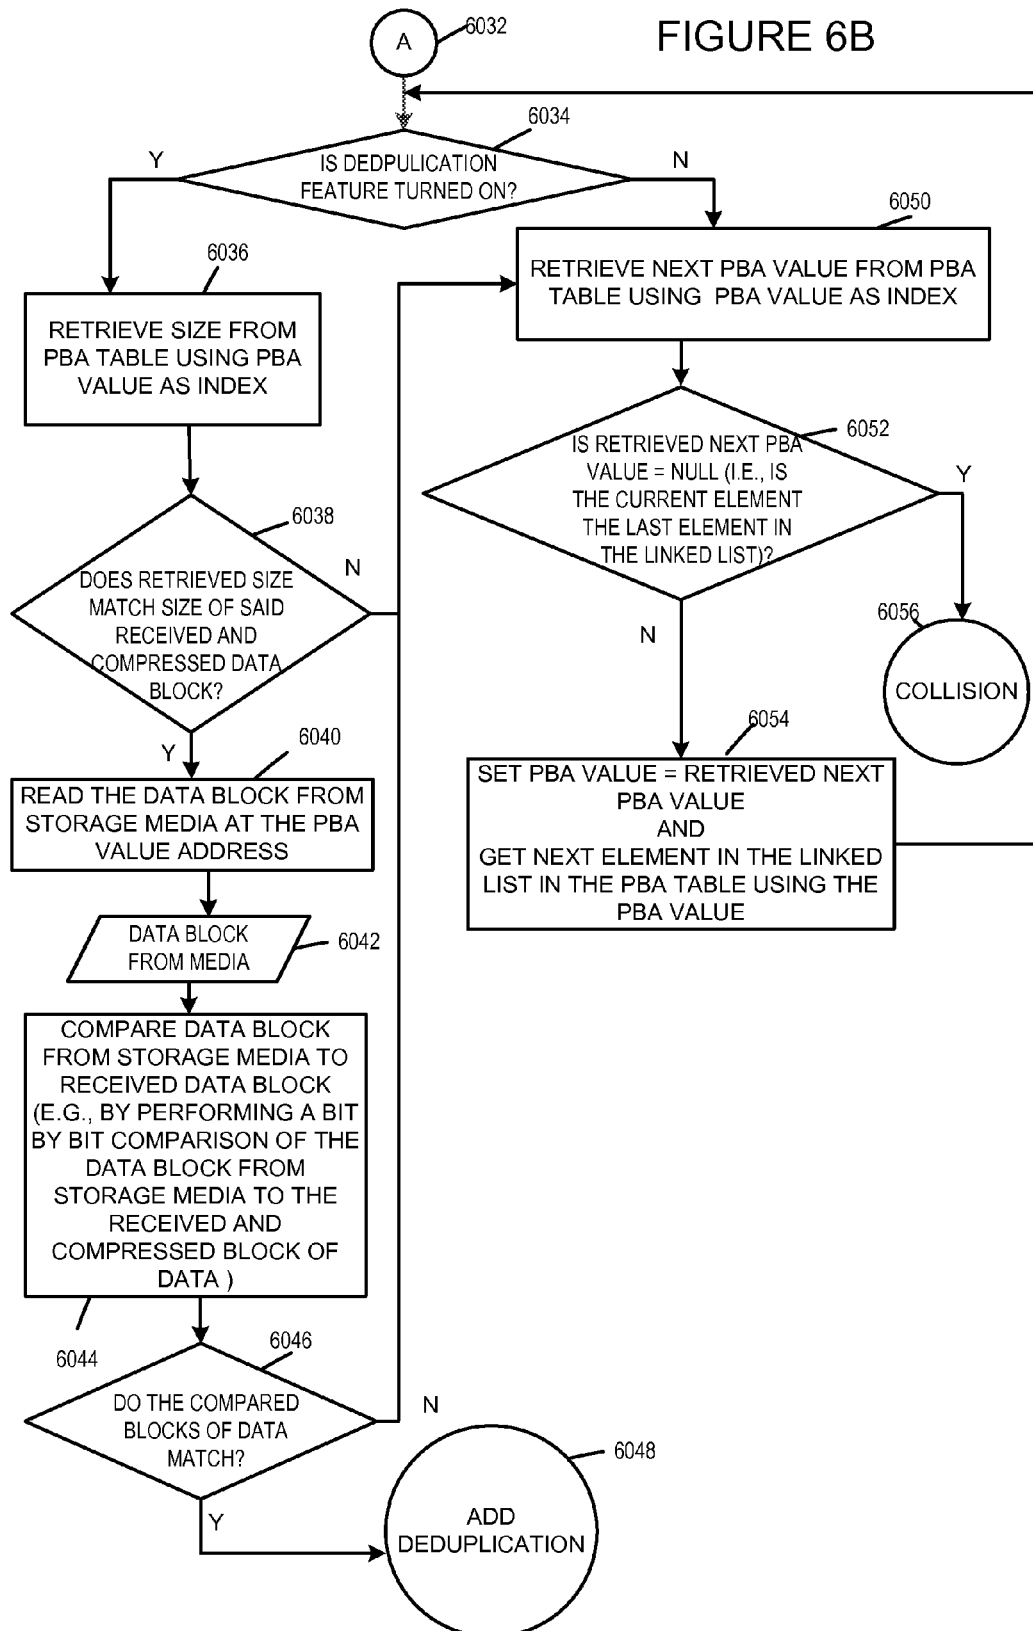 FIGURE 6B
A
6032
6034
IS DEDPULICATION
FEATURE TURNED ON?
Y
N
6036
RETRIEVE SIZE FROM
PBA TABLE USING PBA
VALUE AS INDEX
6038
DOES RETRIEVED SIZE
MATCH SIZE OF SAID
RECEIVED AND
COMPRESSED DATA
BLOCK?
N
Y
6040
READ THE DATA BLOCK FROM
STORAGE MEDIA AT THE PBA
VALUE ADDRESS
DATA BLOCK
FROM MEDIA
6042
COMPARE DATA BLOCK
FROM STORAGE MEDIA TO
RECEIVED DATA BLOCK
(E.G., BY PERFORMING A BIT
BY BIT COMPARISON OF THE
DATA BLOCK FROM
STORAGE MEDIA TO THE
RECEIVED AND
COMPRESSED BLOCK OF
DATA )
6044
6046
DO THE COMPARED
BLOCKS OF DATA
MATCH?
N
Y
6048
ADD
DEDUPLICATION
6050
RETRIEVE NEXT PBA VALUE FROM PBA
TABLE USING PBA VALUE AS INDEX
6052
IS RETRIEVED NEXT PBA
VALUE = NULL (I.E., IS
THE CURRENT ELEMENT
THE LAST ELEMENT IN
THE LINKED LIST)?
Y
N
6056
COLLISION
6054
SET PBA VALUE = RETRIEVED NEXT
PBA VALUE
AND
GET NEXT ELEMENT IN THE LINKED
LIST IN THE PBA TABLE USING THE
PBA VALUE